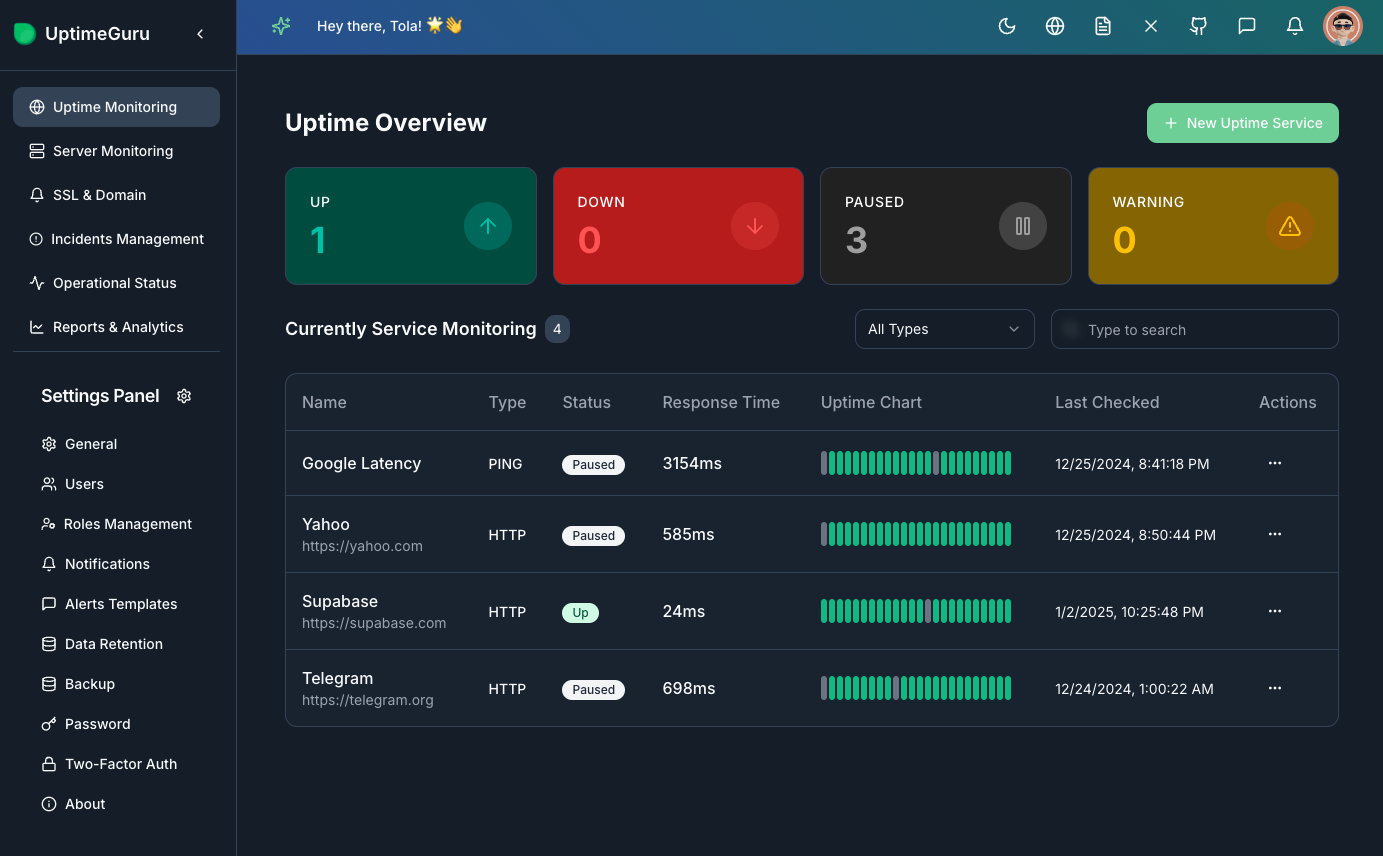 UptimeGuru
Hey there, Tola! 🌟👋
Uptime Monitoring
Server Monitoring
SSL & Domain
Incidents Management
Operational Status
Reports & Analytics
Settings Panel
General
Users
Roles Management
Notifications
Alerts Templates
Data Retention
Backup
Password
Two-Factor Auth
About
Uptime Overview
+ New Uptime Service
UP
1
DOWN
0
PAUSED
3
WARNING
0
Currently Service Monitoring 4
All Types
Type to search
Name Type Status Response Time Uptime Chart Last Checked Actions
Google Latency PING Paused 3154ms 12/25/2024, 8:41:18 PM ...
Yahoo HTTP Paused 585ms 12/25/2024, 8:50:44 PM ...
https://yahoo.com
Supabase HTTP Up 24ms 1/2/2025, 10:25:48 PM ...
https://supabase.com
Telegram HTTP Paused 698ms 12/24/2024, 1:00:22 AM ...
https://telegram.org